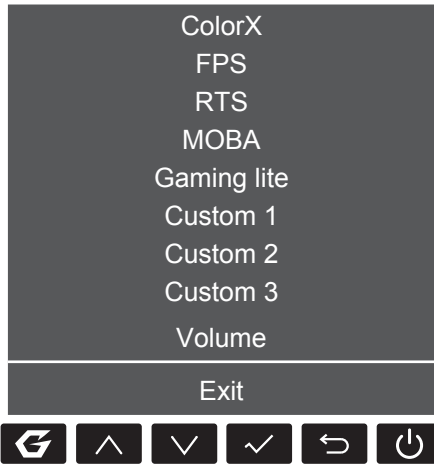 ColorX
FPS
RTS
MOBA
Gaming lite
Custom 1
Custom 2
Custom 3
Volume
Exit